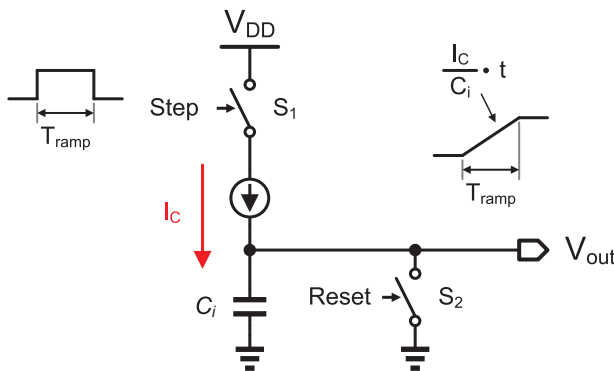 V_DD
Step
S_1
T_ramp
I_C
C_i
Reset
S_2
V_out
I_C
C_i
· t
T_ramp